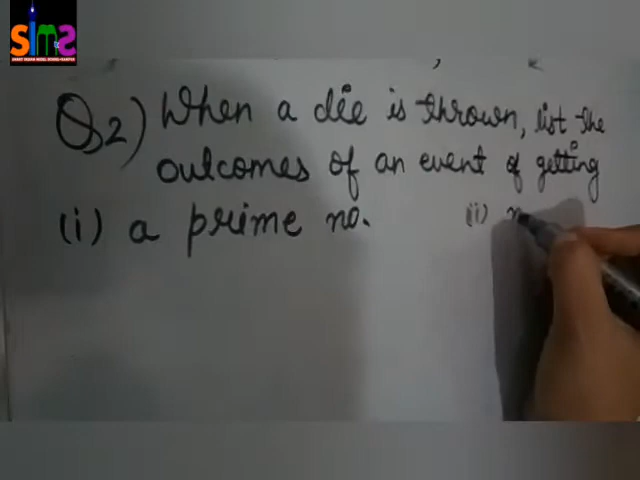 SIMS
Q2) When a die is thrown, list the
outcomes of an event of getting
(i) a prime no. (ii) n